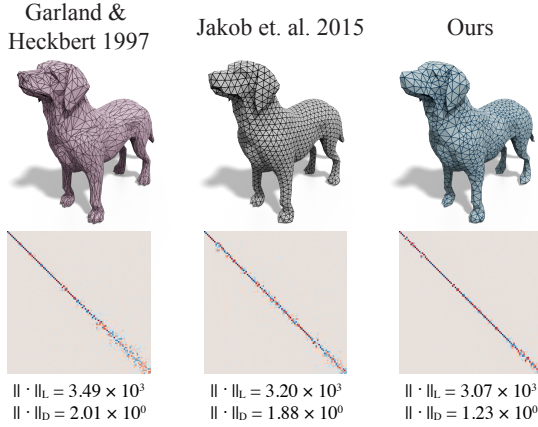 Garland &
Heckbert 1997
Jakob et. al. 2015
Ours
|| · ||L = 3.49 × 10³
|| · ||D = 2.01 × 10⁰
|| · ||L = 3.20 × 10³
|| · ||D = 1.88 × 10⁰
|| · ||L = 3.07 × 10³
|| · ||D = 1.23 × 10⁰